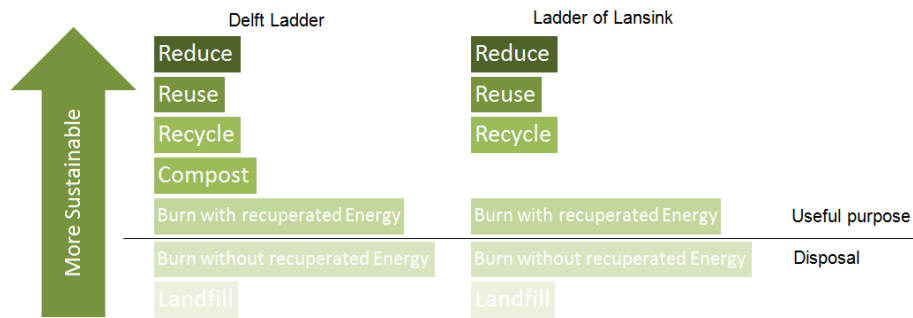 Delft Ladder
Ladder of Lansink
Reduce
Reduce
Reuse
Reuse
Recycle
Recycle
Compost
Burn with recuperated Energy
Burn with recuperated Energy
Useful purpose
Burn without recuperated Energy
Burn without recuperated Energy
Disposal
Landfill
Landfill
More Sustainable